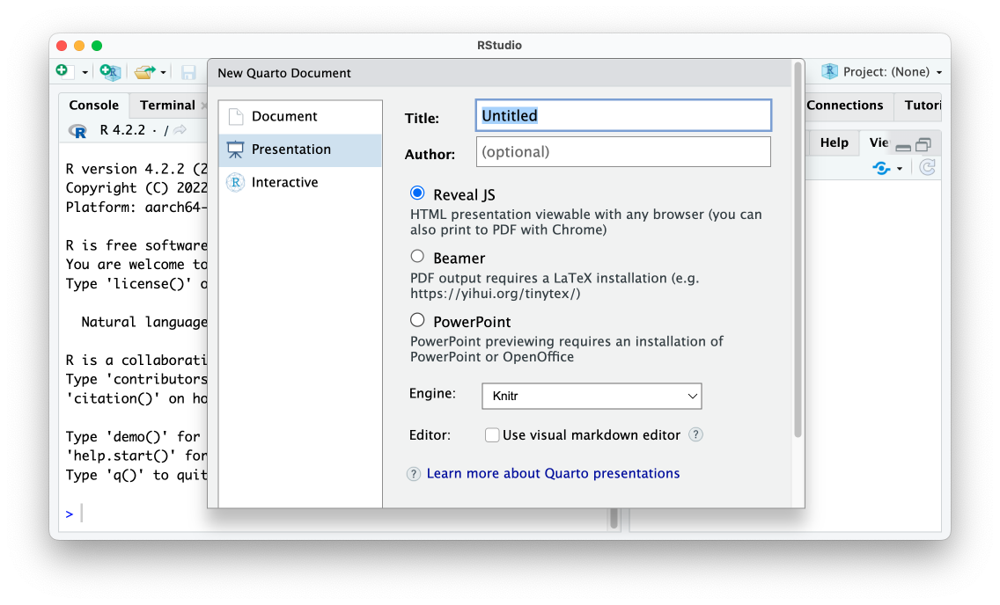 RStudio
New Quarto Document
Project: (None)
Console
Terminal
Connections
R 4.2.2 · /
Help
R version 4.2.2
Copyright (C) 2022
Platform: aarch64-
R is free software
You are welcome to
Type 'license()'
Natural language
R is a
Type 'contributors
'citation()' on
Type 'demo()' for
'help.start()' for
Type 'q()' to quit
>
Document
Presentation
Interactive
Title:
Untitled
Author:
(optional)
Reveal JS
HTML presentation viewable with any browser (you can
also print to PDF with Chrome)
Beamer
PDF output requires a LaTeX installation (e.g.
https://yihui.org/tinytex/)
PowerPoint
PowerPoint previewing requires an installation of
PowerPoint or OpenOffice
Engine:
Knitr
Editor:
Use visual markdown editor ?
? Learn more about Quarto presentations